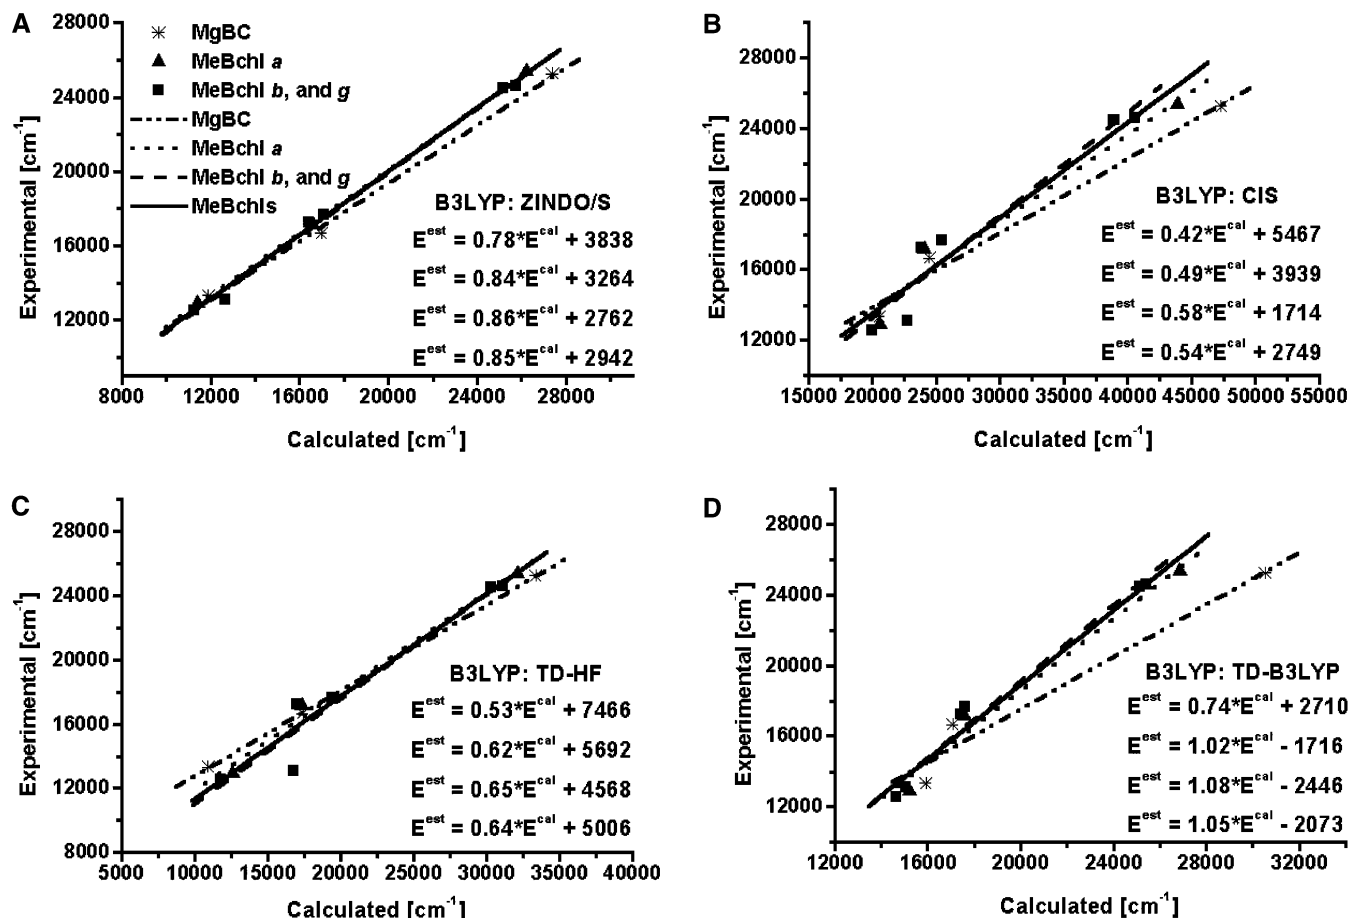 A
28000
24000
20000
16000
12000
8000 12000 16000 20000 24000 28000
Experimental [cm-1]
Calculated [cm-1]
MgBC
MeBchl a
MeBchl b, and g
MgBC
MeBchl a
MeBchl b, and g
MeBchls
B3LYP: ZINDO/S
Eest = 0.78*Ecal + 3838
Eest = 0.84*Ecal + 3264
Eest = 0.86*Ecal + 2762
Eest = 0.85*Ecal + 2942
B
28000
24000
20000
16000
12000
15000 20000 25000 30000 35000 40000 45000 50000 55000
Experimental [cm-1]
Calculated [cm-1]
B3LYP: CIS
Eest = 0.42*Ecal + 5467
Eest = 0.49*Ecal + 3939
Eest = 0.58*Ecal + 1714
Eest = 0.54*Ecal + 2749
C
28000
24000
20000
16000
12000
8000
5000 10000 15000 20000 25000 30000 35000 40000
Experimental [cm-1]
Calculated [cm-1]
B3LYP: TD-HF
Eest = 0.53*Ecal + 7466
Eest = 0.62*Ecal + 5692
Eest = 0.65*Ecal + 4568
Eest = 0.64*Ecal + 5006
D
28000
24000
20000
16000
12000
12000 16000 20000 24000 28000 32000
Experimental [cm-1]
Calculated [cm-1]
B3LYP: TD-B3LYP
Eest = 0.74*Ecal + 2710
Eest = 1.02*Ecal - 1716
Eest = 1.08*Ecal - 2446
Eest = 1.05*Ecal - 2073